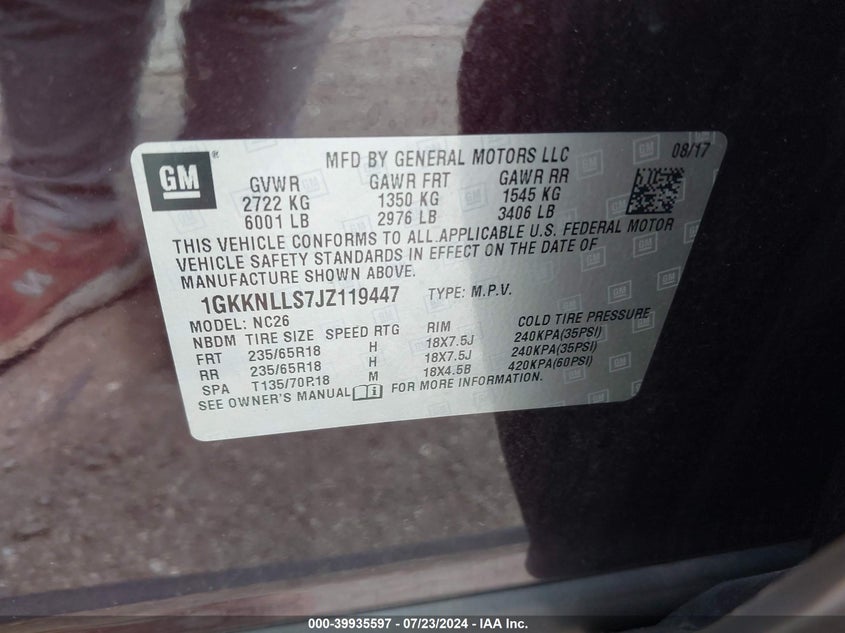 GM ® MFD BY GENERAL MOTORS LLC 08/17
GVWR GAWR FRT GAWR RR
2722 KG 1350 KG 1545 KG
6001 LB 2976 LB 3406 LB
THIS VEHICLE CONFORMS TO ALL APPLICABLE U.S. FEDERAL MOTOR
VEHICLE SAFETY STANDARDS IN EFFECT ON THE DATE OF
MANUFACTURE SHOWN ABOVE.
1GKKNLLS7JZ119447 TYPE: M.P.V.
MODEL: NC26
NBDM TIRE SIZE SPEED RTG RIM COLD TIRE PRESSURE
FRT 235/65R18 H 18X7.5J 240KPA(35PSI)
RR 235/65R18 H 18X7.5J 240KPA(35PSI)
SPA T135/70R18 M 18X4.5B 420KPA(60PSI)
SEE OWNER'S MANUAL FOR MORE INFORMATION.
000-39935597 - 07/23/2024 - IAA Inc.